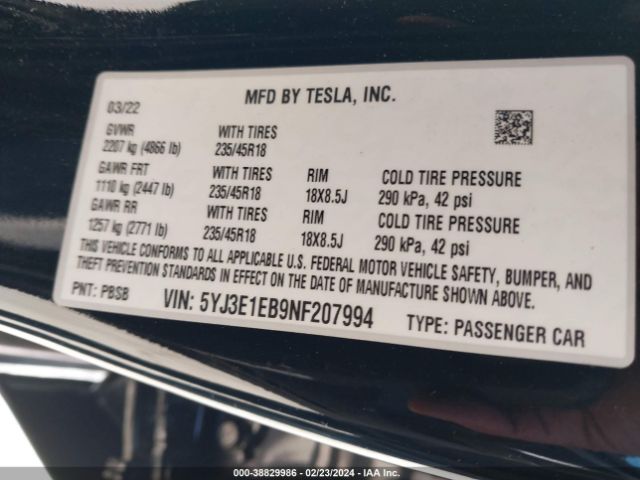 MFD BY TESLA, INC.
03/22
GVWR WITH TIRES
2207 kg (4866 lb) 235/45R18
GAWR FRT WITH TIRES RIM COLD TIRE PRESSURE
1110 kg (2447 lb) 235/45R18 18X8.5J 290 kPa, 42 psi
GAWR RR WITH TIRES RIM COLD TIRE PRESSURE
1257 kg (2771 lb) 235/45R18 18X8.5J 290 kPa, 42 psi
THIS VEHICLE CONFORMS TO ALL APPLICABLE U.S. FEDERAL MOTOR VEHICLE SAFETY, BUMPER, AND
THEFT PREVENTION STANDARDS IN EFFECT ON THE DATE OF MANUFACTURE SHOWN ABOVE.
PNT: PBSB VIN: 5YJ3E1EB9NF207994 TYPE: PASSENGER CAR
000-38829986 - 02/23/2024 - IAA Inc.